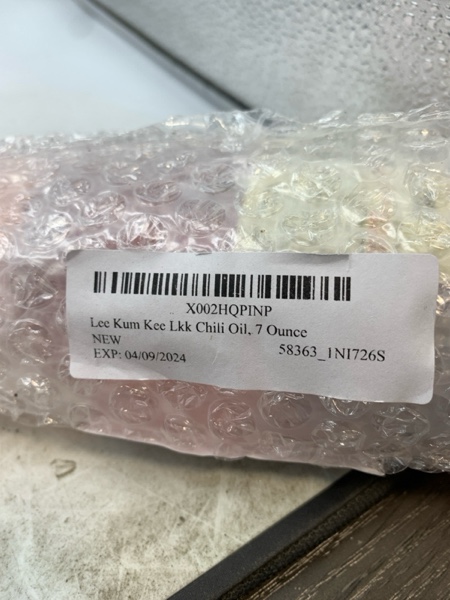 X002HQPINP
Lee Kum Kee Lkk Chili Oil, 7 Ounce
NEW
58363_1NI726S
EXP: 04/09/2024